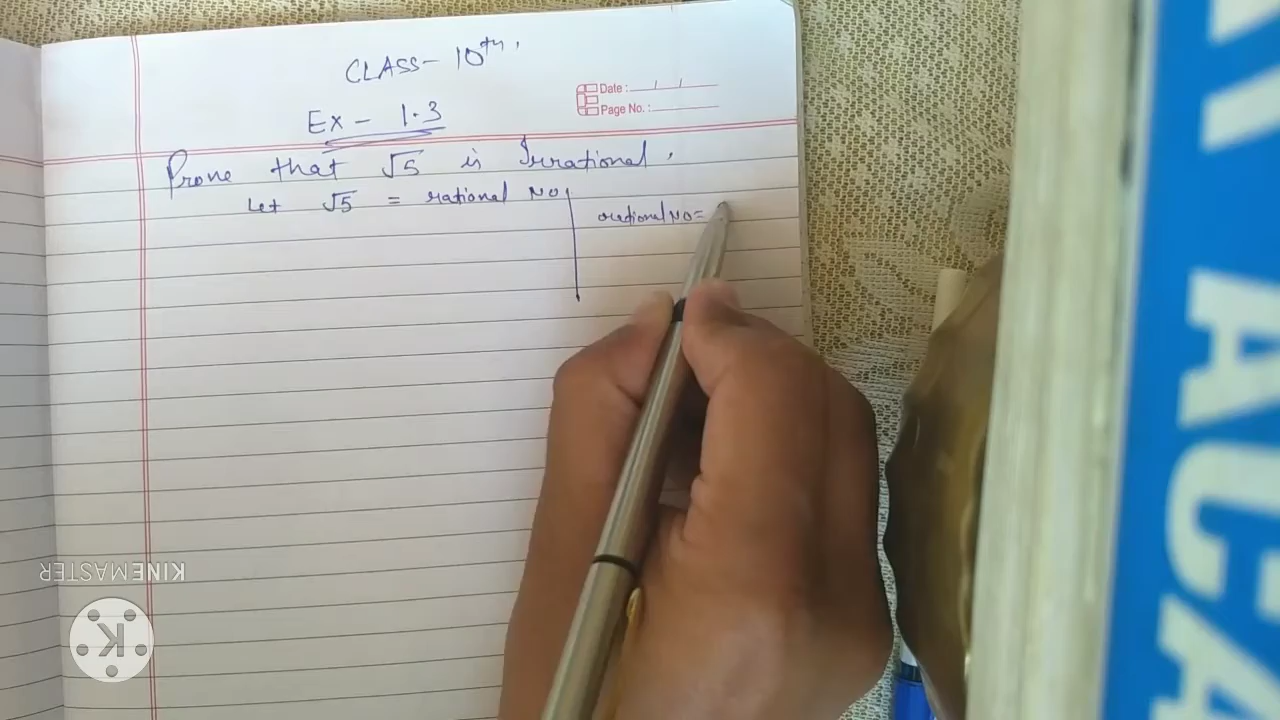 CLASS- 10th.
Date :
Page No. :
Ex - 1.3
Prove that √5 is Irrational.
Let √5 = rational NO
rational NO =
KINEMASTER
K